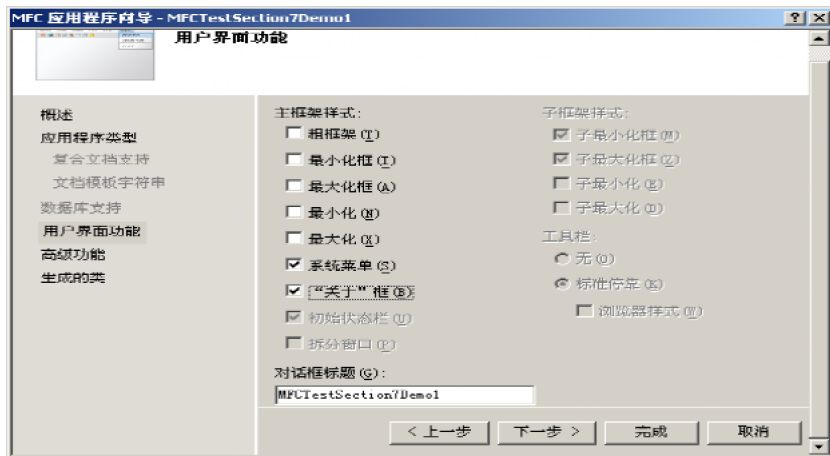 MFC 应用程序向导 - MFCTestSection7Demo1
用户界面功能
概述
应用程序类型
复合文档支持
文档模板字符串
数据库支持
用户界面功能
高级功能
生成的类
主框架样式:
粗框架(T)
最小化框(I)
最大化框(A)
最小化(N)
最大化(X)
系统菜单(S)
“关于”框(B)
初始状态栏(U)
拆分窗口(P)
对话框标题(G):
MFCTestSection7Demo1
子框架样式:
子最小化框(M)
子最大化框(Z)
子最小化(E)
子最大化(D)
工具栏:
无(O)
标准停靠(K)
浏览器样式(W)
< 上一步
下一步 >
完成
取消